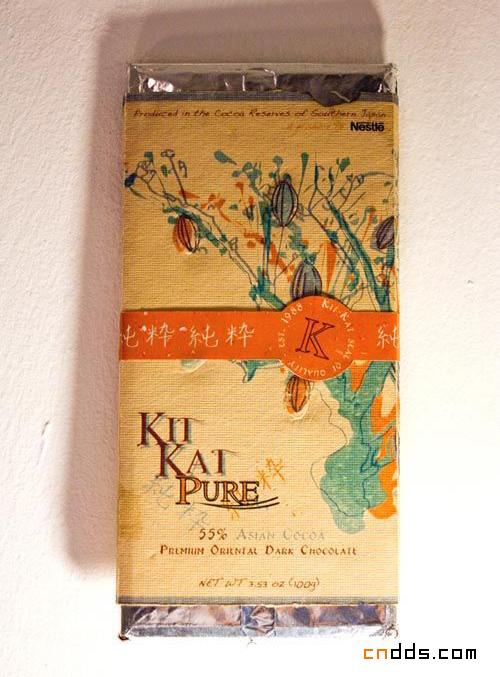 Produced in the Cocoa Reserves of Southern Japan
Nestlé
純粋 純粋
純
EST. 1988 · KIT-KAT SEAL OF QUALITY
K
KIT
KAT
PURE
純粋
粋
55% ASIAN COCOA
PREMIUM ORIENTAL DARK CHOCOLATE
NET WT 3.53 OZ (100g)
cndds.com